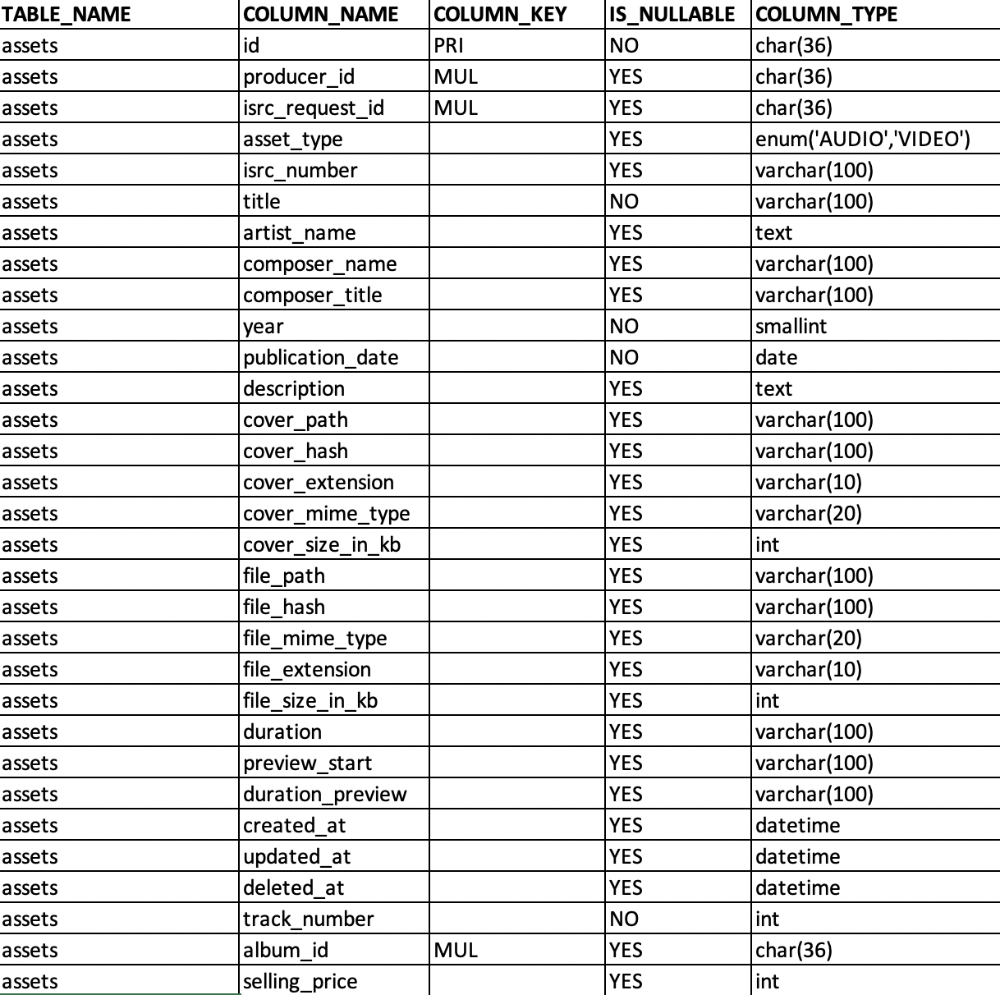 TABLE_NAME COLUMN_NAME COLUMN_KEY IS_NULLABLE COLUMN_TYPE
assets id PRI NO char(36)
assets producer_id MUL YES char(36)
assets isrc_request_id MUL YES char(36)
assets asset_type YES enum('AUDIO','VIDEO')
assets isrc_number YES varchar(100)
assets title NO varchar(100)
assets artist_name YES text
assets composer_name YES varchar(100)
assets composer_title YES varchar(100)
assets year NO smallint
assets publication_date NO date
assets description YES text
assets cover_path YES varchar(100)
assets cover_hash YES varchar(100)
assets cover_extension YES varchar(10)
assets cover_mime_type YES varchar(20)
assets cover_size_in_kb YES int
assets file_path YES varchar(100)
assets file_hash YES varchar(100)
assets file_mime_type YES varchar(20)
assets file_extension YES varchar(10)
assets file_size_in_kb YES int
assets duration YES varchar(100)
assets preview_start YES varchar(100)
assets duration_preview YES varchar(100)
assets created_at YES datetime
assets updated_at YES datetime
assets deleted_at YES datetime
assets track_number NO int
assets album_id MUL YES char(36)
assets selling_price YES int